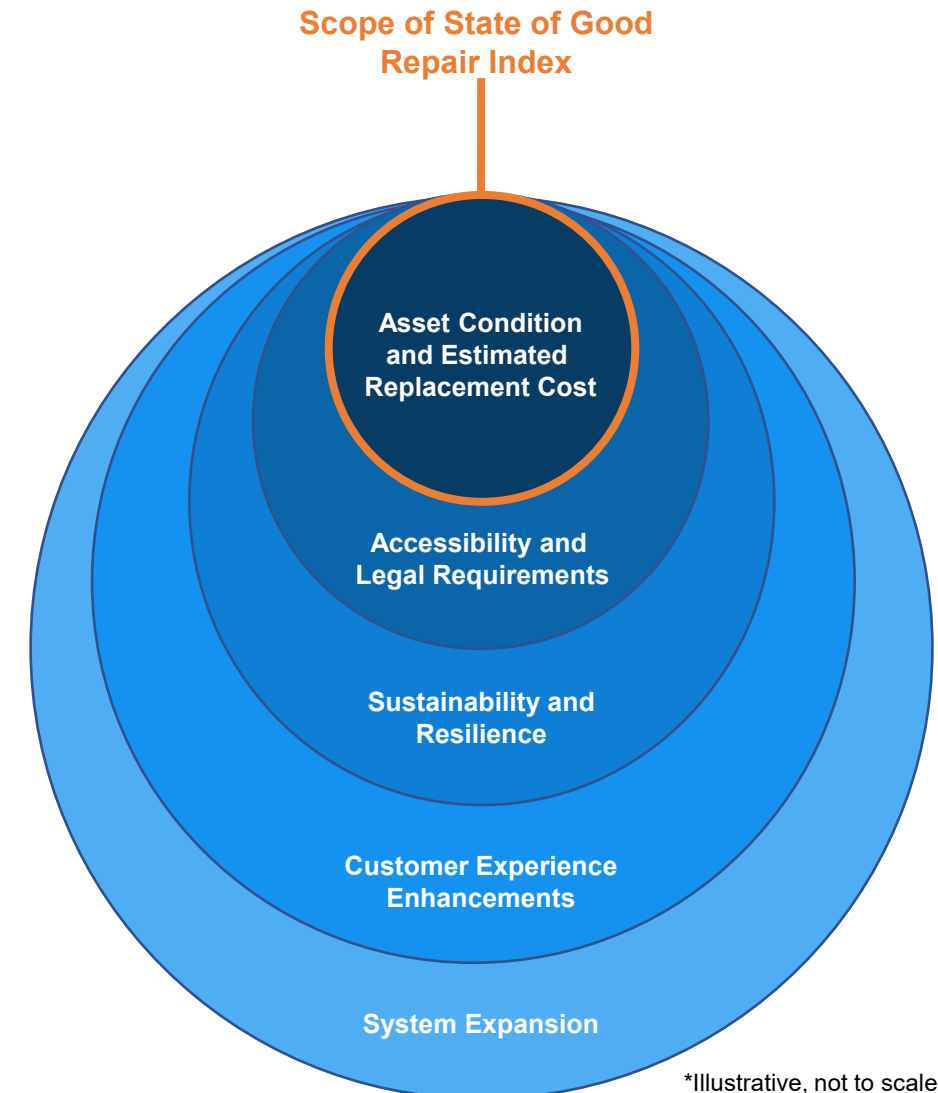 Scope of State of Good
Repair Index
Asset Condition
and Estimated
Replacement Cost
Accessibility and
Legal Requirements
Sustainability and
Resilience
Customer Experience
Enhancements
System Expansion
*Illustrative, not to scale